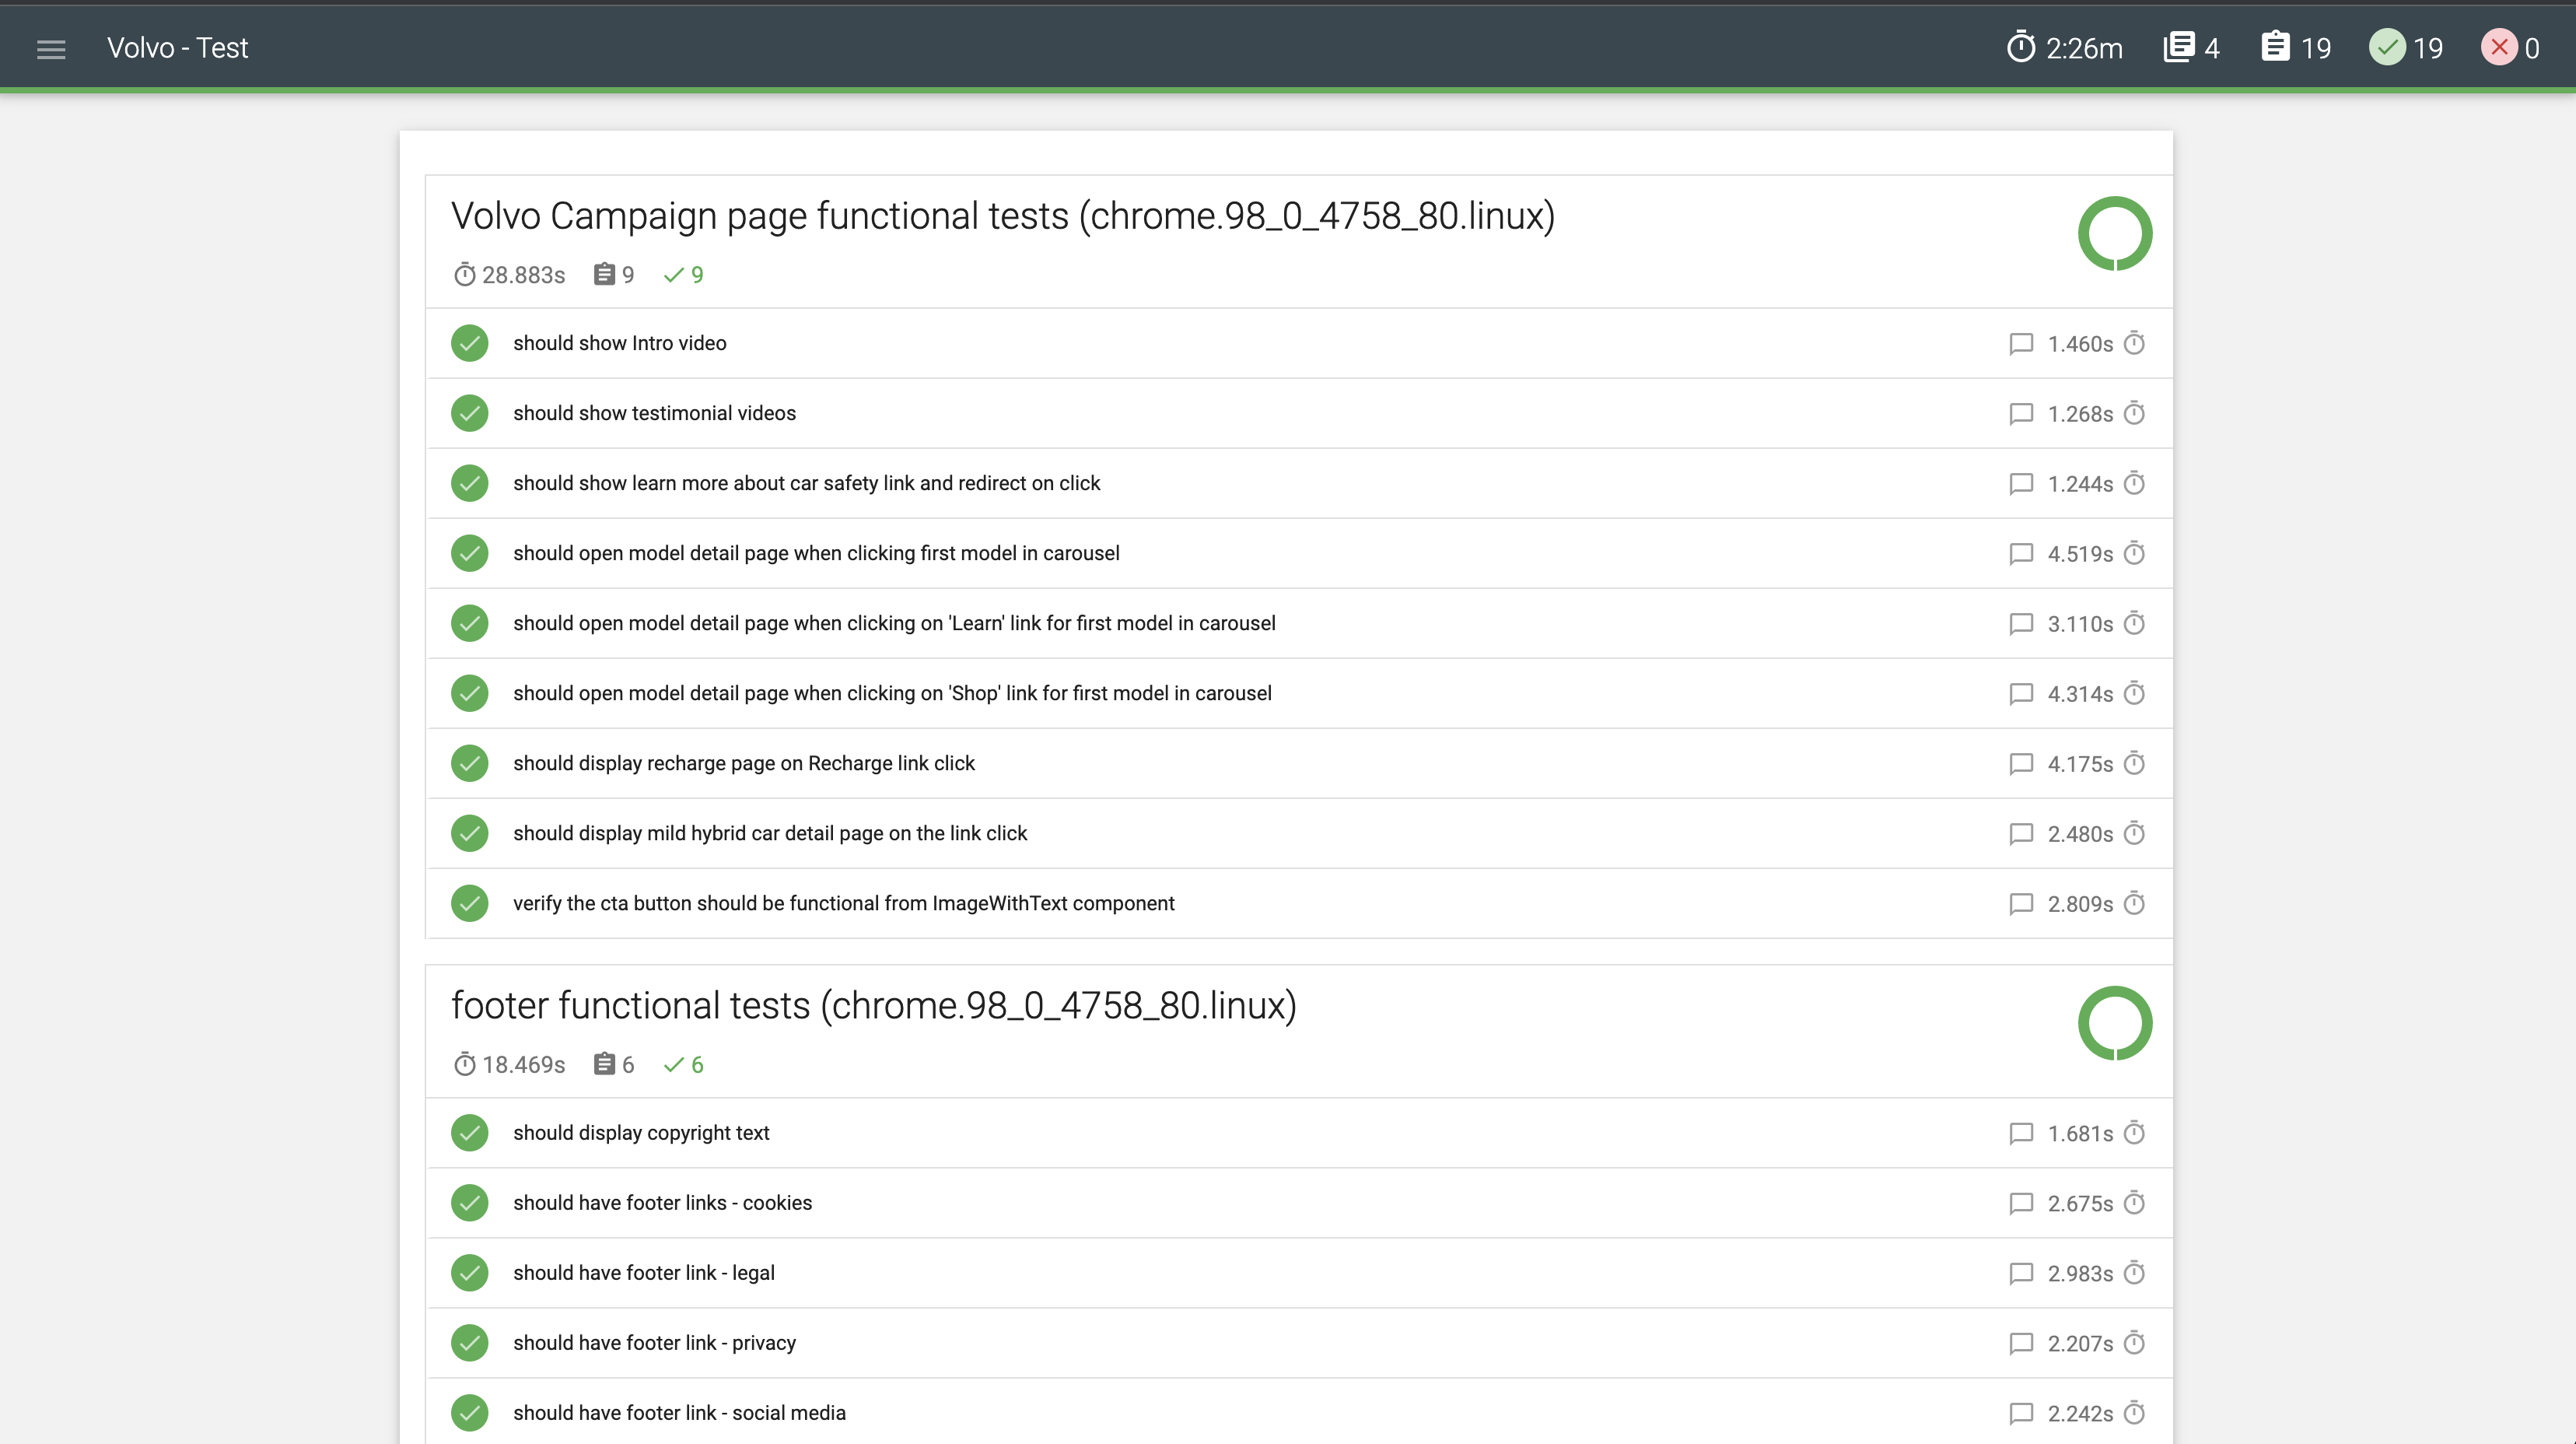 Volvo - Test 2:26m 4 19 19 0
Volvo Campaign page functional tests (chrome.98_0_4758_80.linux)
28.883s 9 9
should show Intro video 1.460s
should show testimonial videos 1.268s
should show learn more about car safety link and redirect on click 1.244s
should open model detail page when clicking first model in carousel 4.519s
should open model detail page when clicking on 'Learn' link for first model in carousel 3.110s
should open model detail page when clicking on 'Shop' link for first model in carousel 4.314s
should display recharge page on Recharge link click 4.175s
should display mild hybrid car detail page on the link click 2.480s
verify the cta button should be functional from ImageWithText component 2.809s
footer functional tests (chrome.98_0_4758_80.linux)
18.469s 6 6
should display copyright text 1.681s
should have footer links - cookies 2.675s
should have footer link - legal 2.983s
should have footer link - privacy 2.207s
should have footer link - social media 2.242s